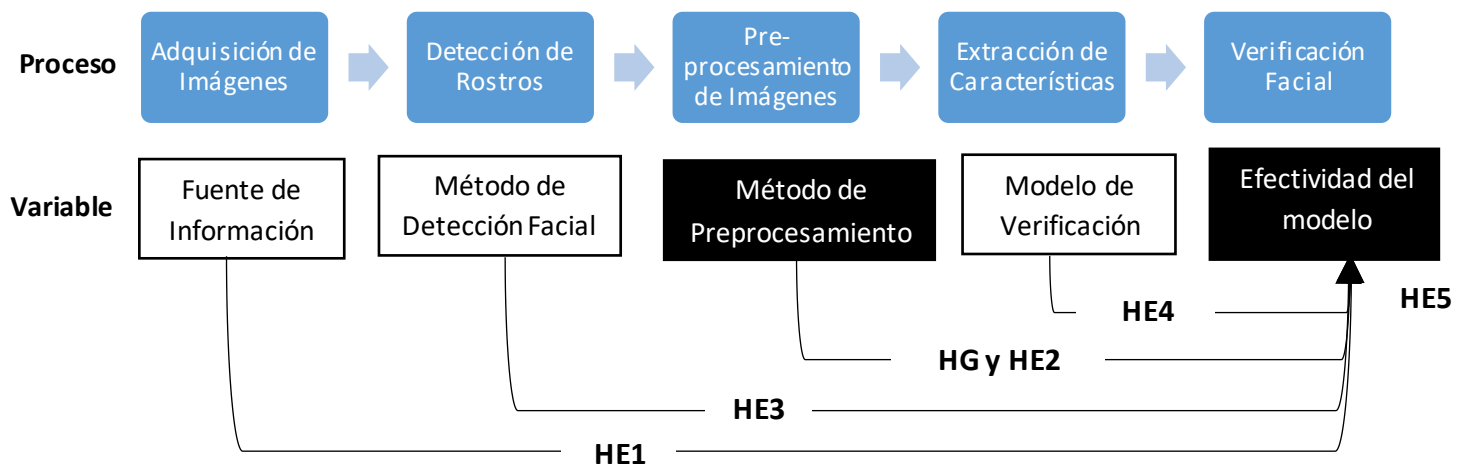 Proceso
Adquisición de
Imágenes
Detección de
Rostros
Pre-
procesamiento
de Imágenes
Extracción de
Características
Verificación
Facial
Variable
Fuente de
Información
Método de
Detección Facial
Método de
Preprocesamiento
Modelo de
Verificación
Efectividad del
modelo
HE5
HE4
HG y HE2
HE3
HE1